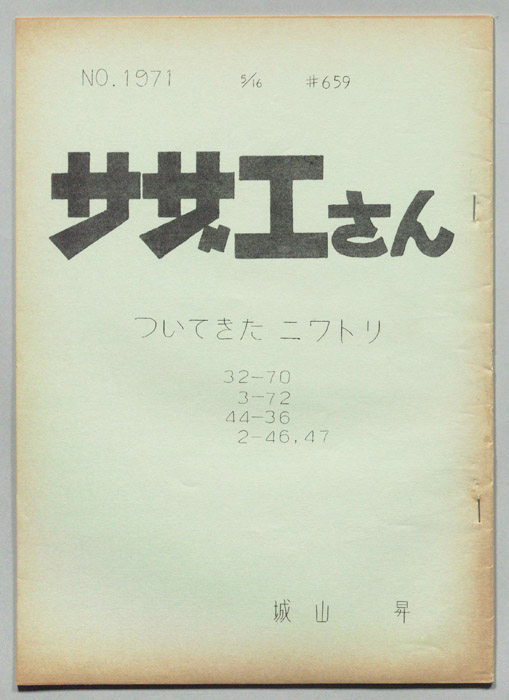 NO.1971 5/16 #659
サザエさん
ついてきた ニワトリ
32-70
3-72
44-36
2-46,47
城山 昇